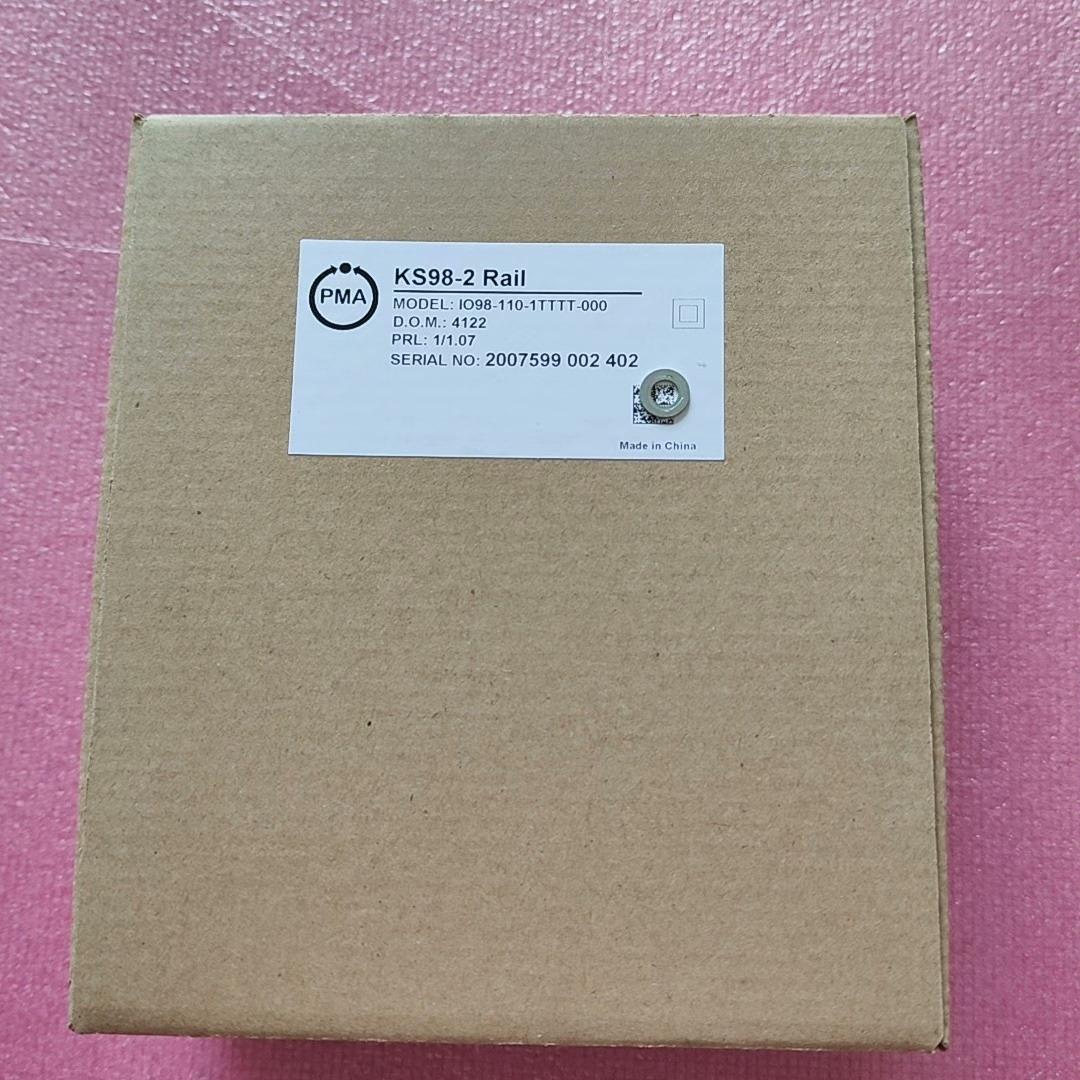 PMA
KS98-2 Rail
MODEL: IO98-110-1TTTT-000
D.O.M.: 4122
PRL: 1/1.07
SERIAL NO: 2007599 002 402
Made in China